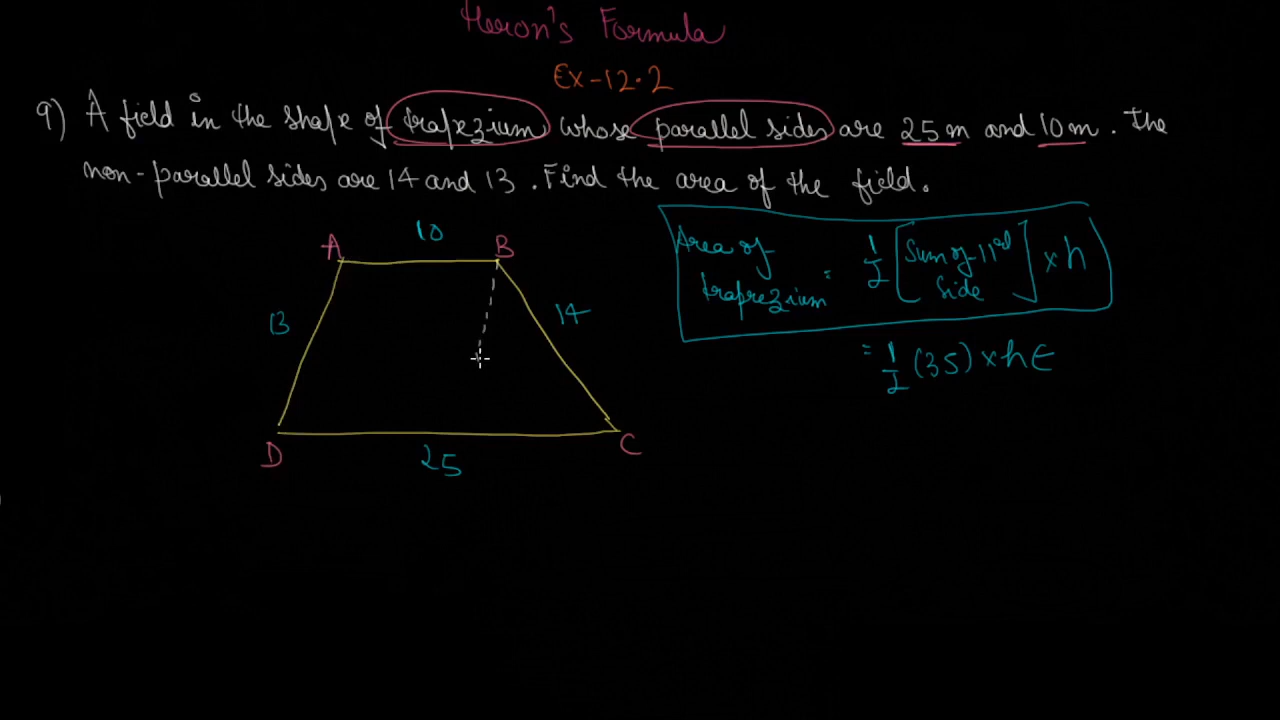 Heron's Formula
Ex-12.2
9) A field in the shape of trapezium whose parallel sides are 25m and 10m. The
non-parallel sides are 14 and 13. Find the area of the field.
10
A B
13
14
D C
25
Area of trapezium = 1/2 [Sum of 11rd Side] x h
= 1/2 (35) x h ∈